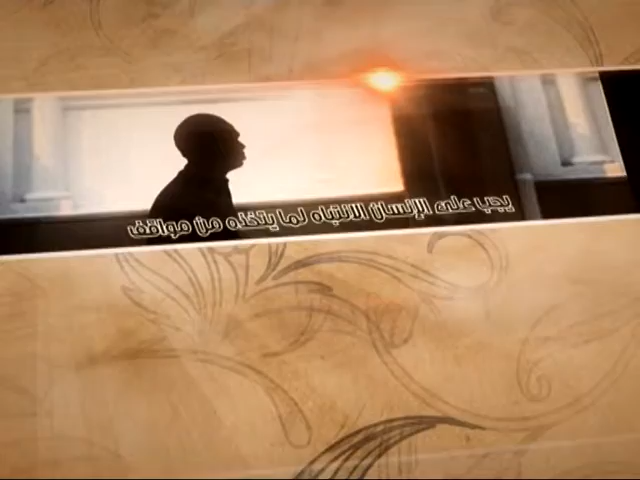 يجب على الإنسان الانتباه لما يتخذه من مواقف